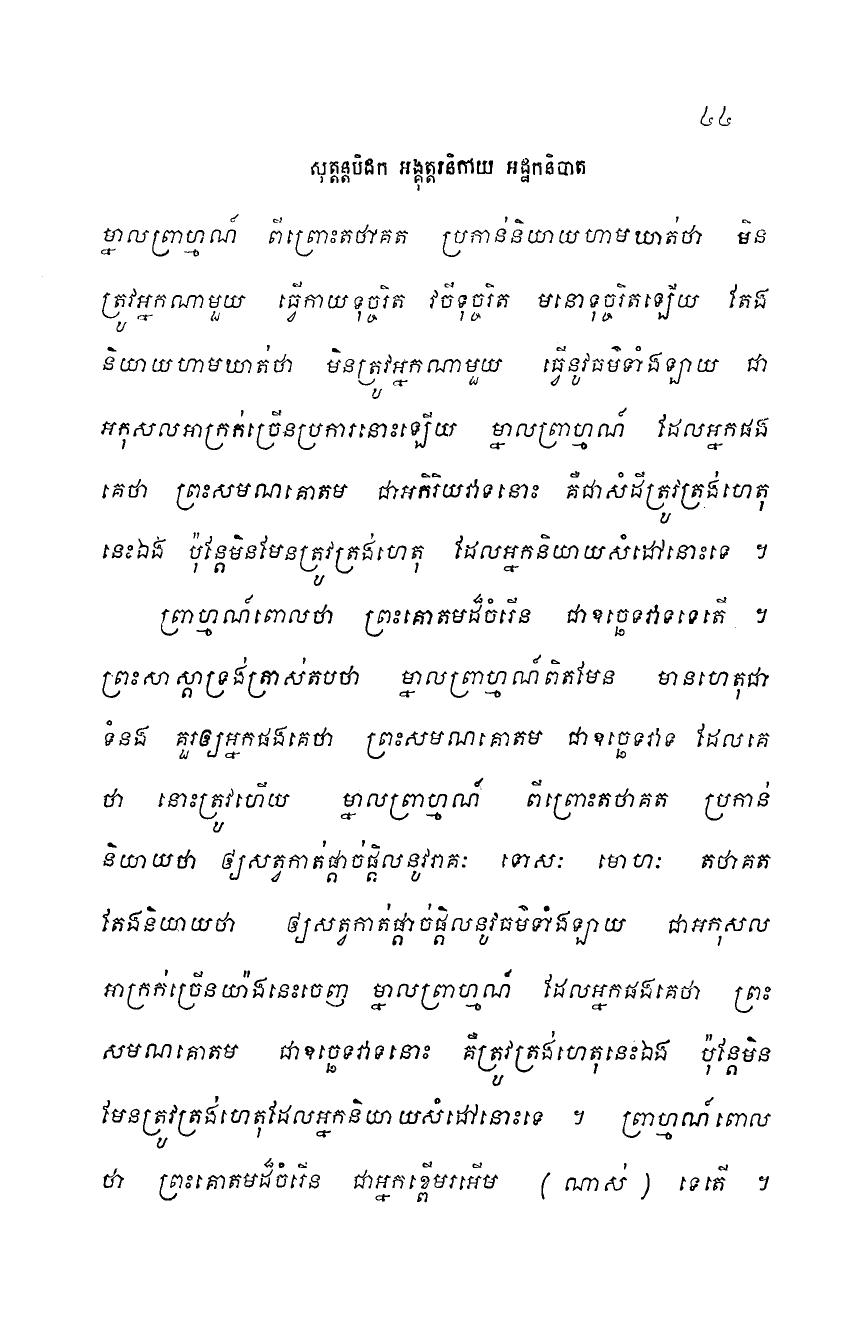 ៤៤
សុត្តន្តបិដក អង្គុត្តរនិកាយ អដ្ឋកនិបាត
ម្នាលព្រាហ្មណ៍ ពីព្រោះតថាគត ប្រកាន់និយាយហាមឃាត់ថា មិន
ត្រូវអ្នកណាមួយ ធ្វើកាយទុច្ចរិត វចីទុច្ចរិត មនោទុច្ចរិតឡើយ តែង
និយាយហាមឃាត់ថា មិនត្រូវអ្នកណាមួយ ធ្វើនូវធម៌ទាំងឡាយ ជា
អកុសលអាក្រក់ច្រើនប្រការនោះឡើយ ម្នាលព្រាហ្មណ៍ ដែលអ្នកផង
គេថា ព្រះសមណគោតម ជាអកិរិយវាទនោះ គឺជាសំដីត្រូវត្រង់ហេតុ
នេះឯង ប៉ុន្តែមិនមែនត្រូវត្រង់ហេតុ ដែលអ្នកនិយាយសំដៅនោះទេ ។
ព្រាហ្មណ៍ពោលថា ព្រះគោតមដ៏ចំរើន ជាឧច្ឆេទវាទទេតើ ។
ព្រះសាស្តាទ្រង់ត្រាស់តបថា ម្នាលព្រាហ្មណ៍ពិតមែន មានហេតុជា
ទំនង គួរឲ្យអ្នកផងគេថា ព្រះសមណគោតម ជាឧច្ឆេទវាទ ដែលគេ
ថា នោះត្រូវហើយ ម្នាលព្រាហ្មណ៍ ពីព្រោះតថាគត ប្រកាន់
និយាយថា ឲ្យសត្វកាត់ផ្តាច់ផ្តិលនូវរាគៈ ទោសៈ មោហៈ តថាគត
តែងនិយាយថា ឲ្យសត្វកាត់ផ្តាច់ផ្តិលនូវធម៌ទាំងឡាយ ជាអកុសល
អាក្រក់ច្រើនយ៉ាងនេះចេញ ម្នាលព្រាហ្មណ៍ ដែលអ្នកផងគេថា ព្រះ
សមណគោតម ជាឧច្ឆេទវាទនោះ គឺត្រូវត្រង់ហេតុនេះឯង ប៉ុន្តែមិន
មែនត្រូវត្រង់ហេតុដែលអ្នកនិយាយសំដៅនោះទេ ។ ព្រាហ្មណ៍ពោល
ថា ព្រះគោតមដ៏ចំរើន ជាអ្នកខ្ពើមរអើម ( ណាស់ ) ទេតើ ។